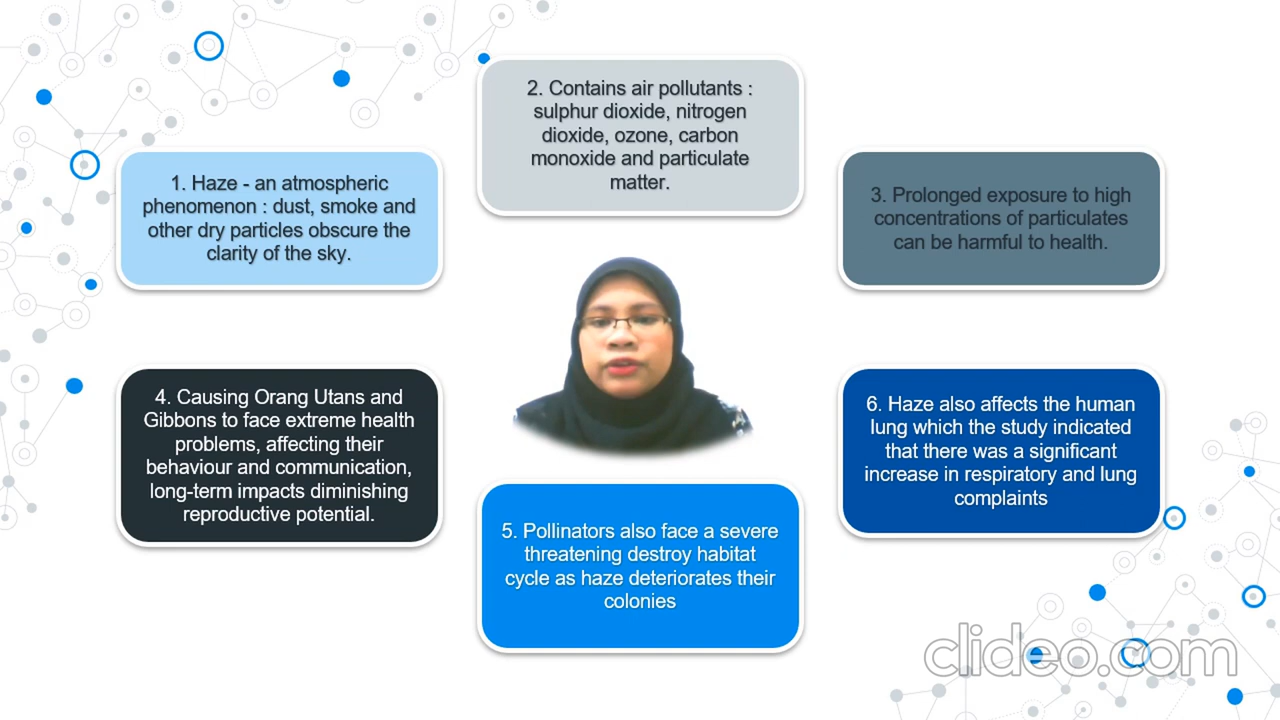 1. Haze - an atmospheric
phenomenon : dust, smoke and
other dry particles obscure the
clarity of the sky.
2. Contains air pollutants :
sulphur dioxide, nitrogen
dioxide, ozone, carbon
monoxide and particulate
matter.
3. Prolonged exposure to high
concentrations of particulates
can be harmful to health.
4. Causing Orang Utans and
Gibbons to face extreme health
problems, affecting their
behaviour and communication,
long-term impacts diminishing
reproductive potential.
5. Pollinators also face a severe
threatening destroy habitat
cycle as haze deteriorates their
colonies
6. Haze also affects the human
lung which the study indicated
that there was a significant
increase in respiratory and lung
complaints
clideo.com